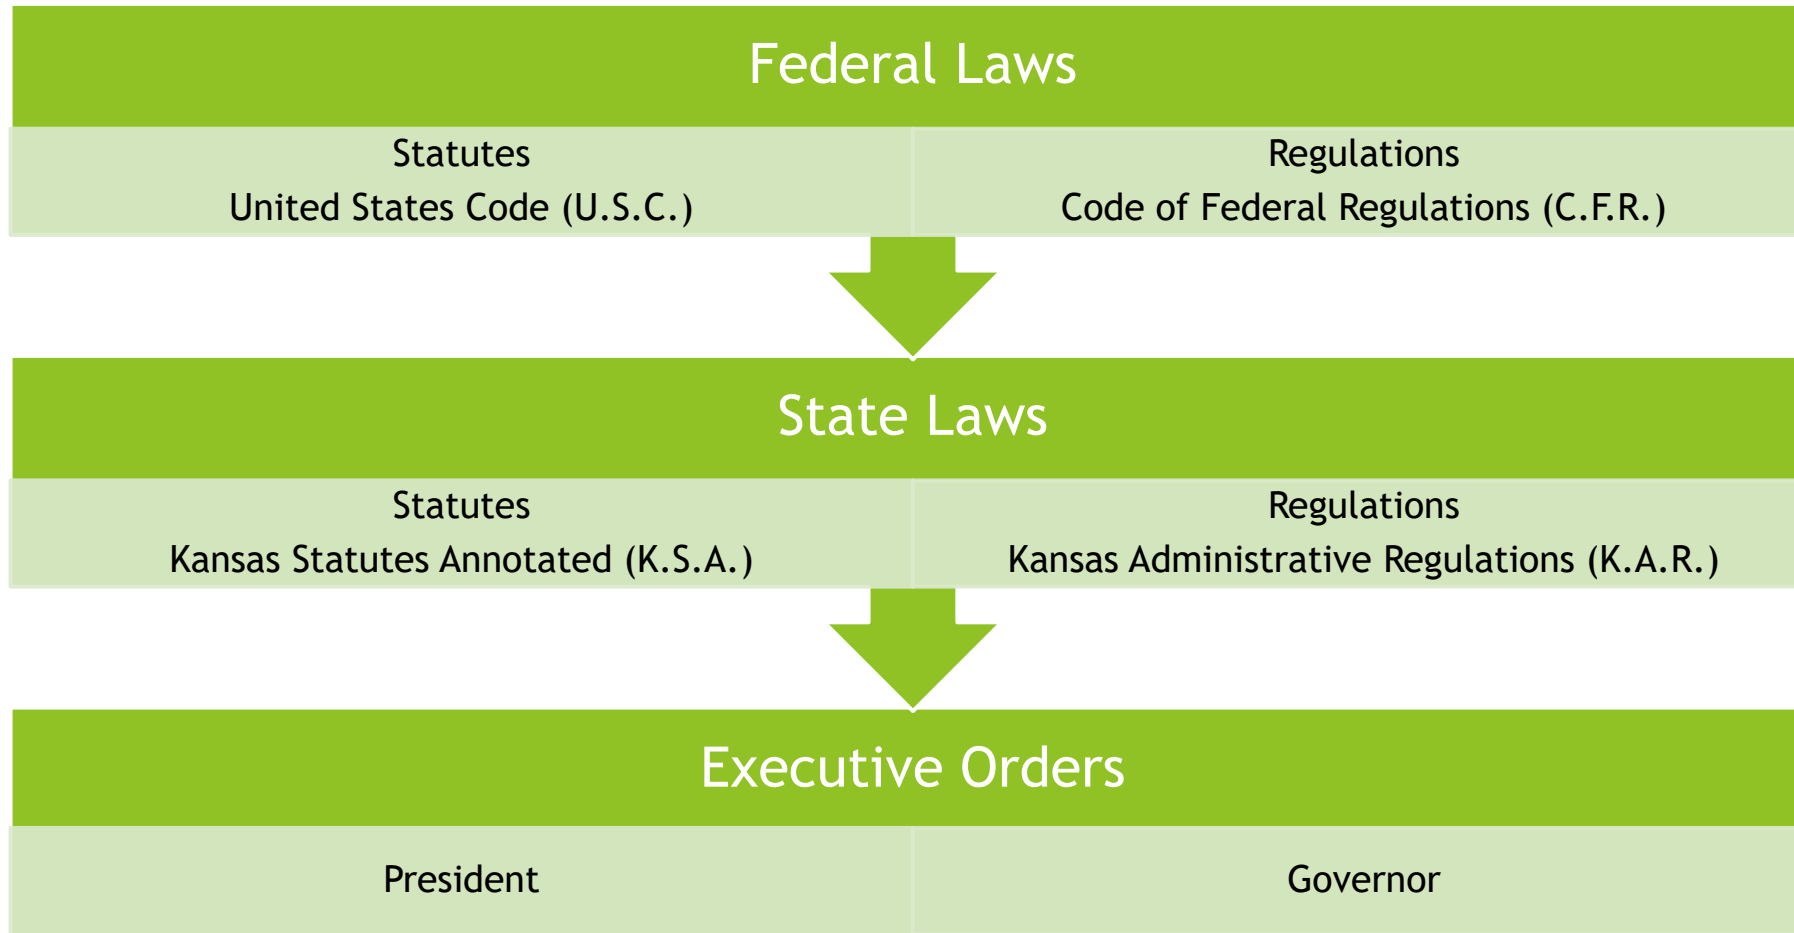 Federal Laws
Statutes
United States Code (U.S.C.)
Regulations
Code of Federal Regulations (C.F.R.)
State Laws
Statutes
Kansas Statutes Annotated (K.S.A.)
Regulations
Kansas Administrative Regulations (K.A.R.)
Executive Orders
President
Governor